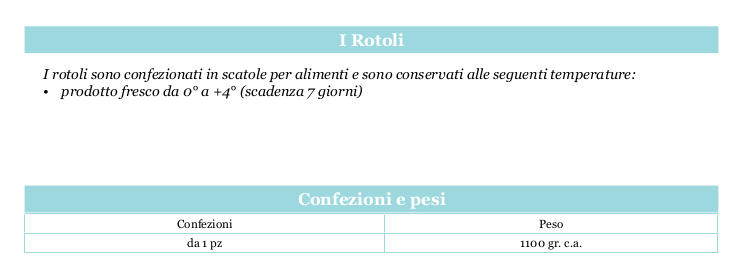 I Rotoli
I rotoli sono confezionati in scatole per alimenti e sono conservati alle seguenti temperature:
• prodotto fresco da 0° a +4° (scadenza 7 giorni)
Confezioni e pesi
Confezioni Peso
da 1 pz 1100 gr. c.a.